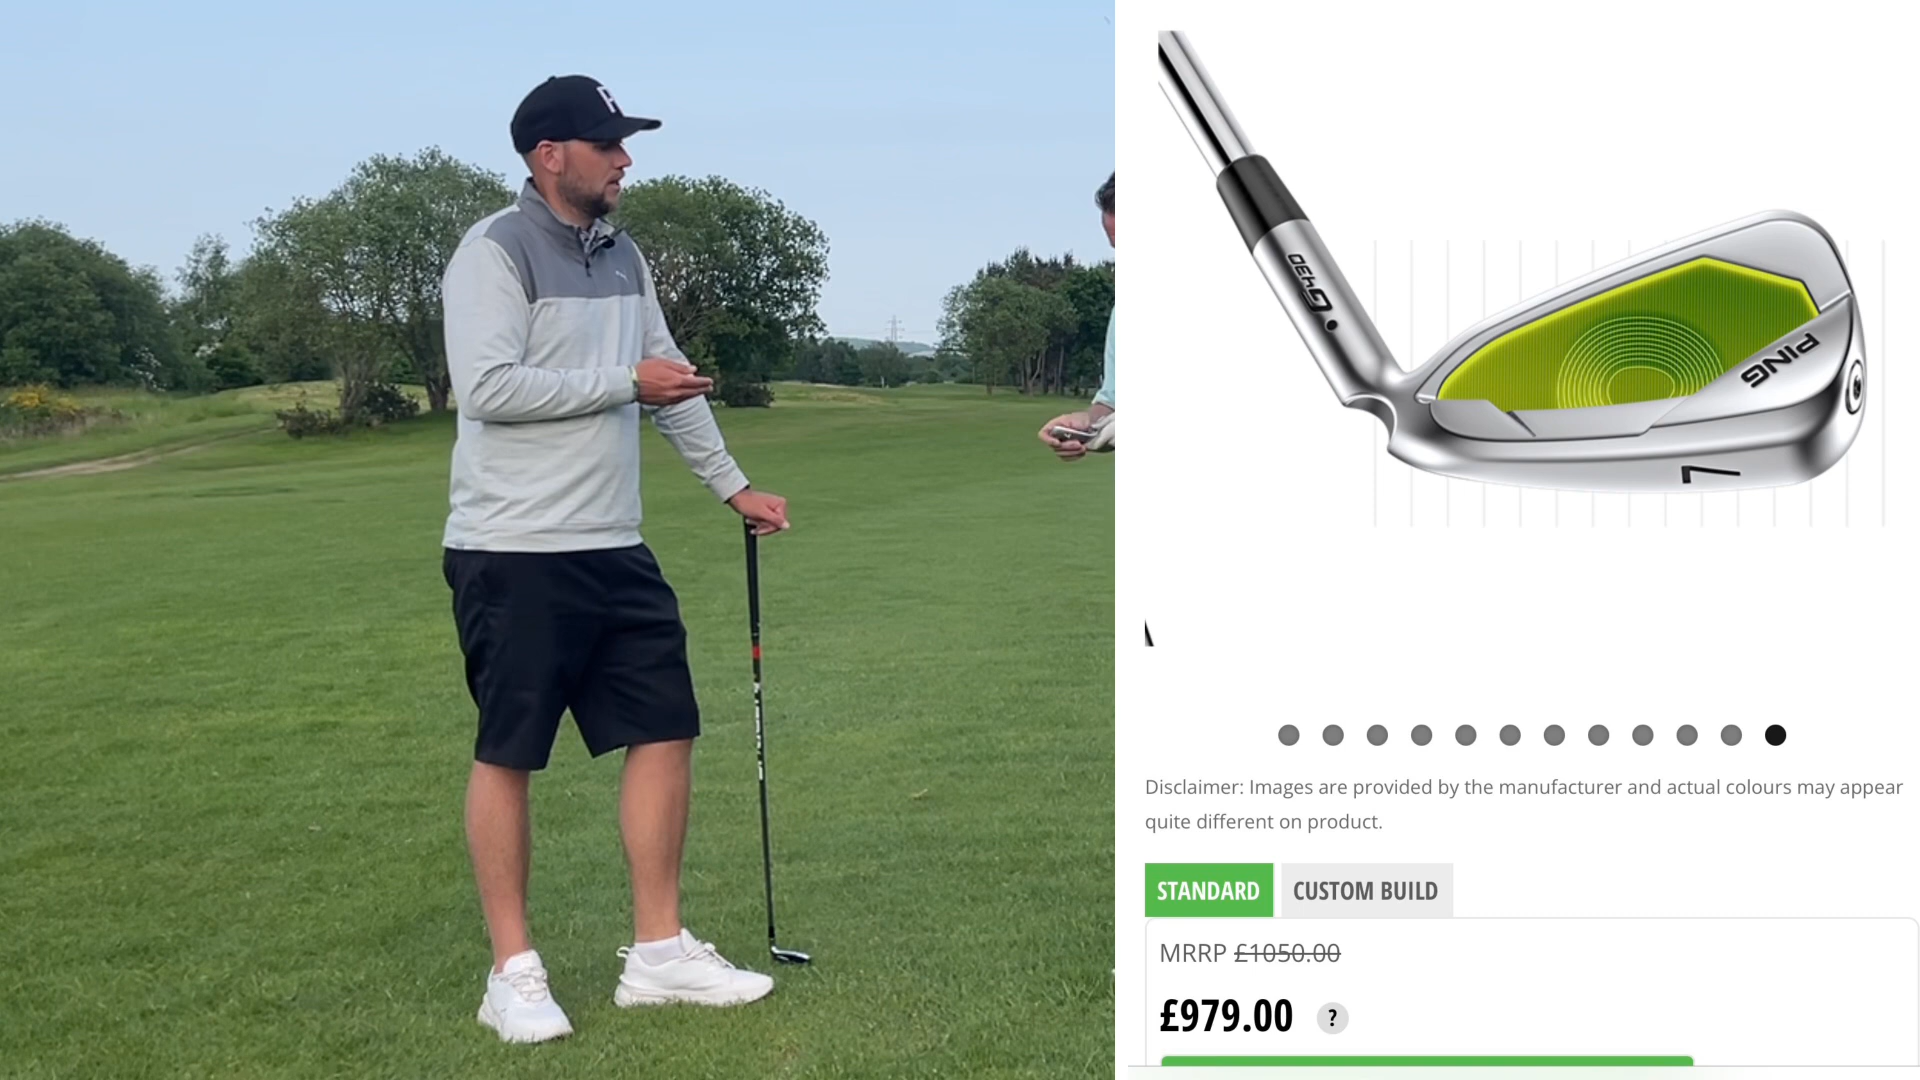 P
G430
PING
7
Disclaimer: Images are provided by the manufacturer and actual colours may appear
quite different on product.
STANDARD
CUSTOM BUILD
MRRP £1050.00
£979.00
?